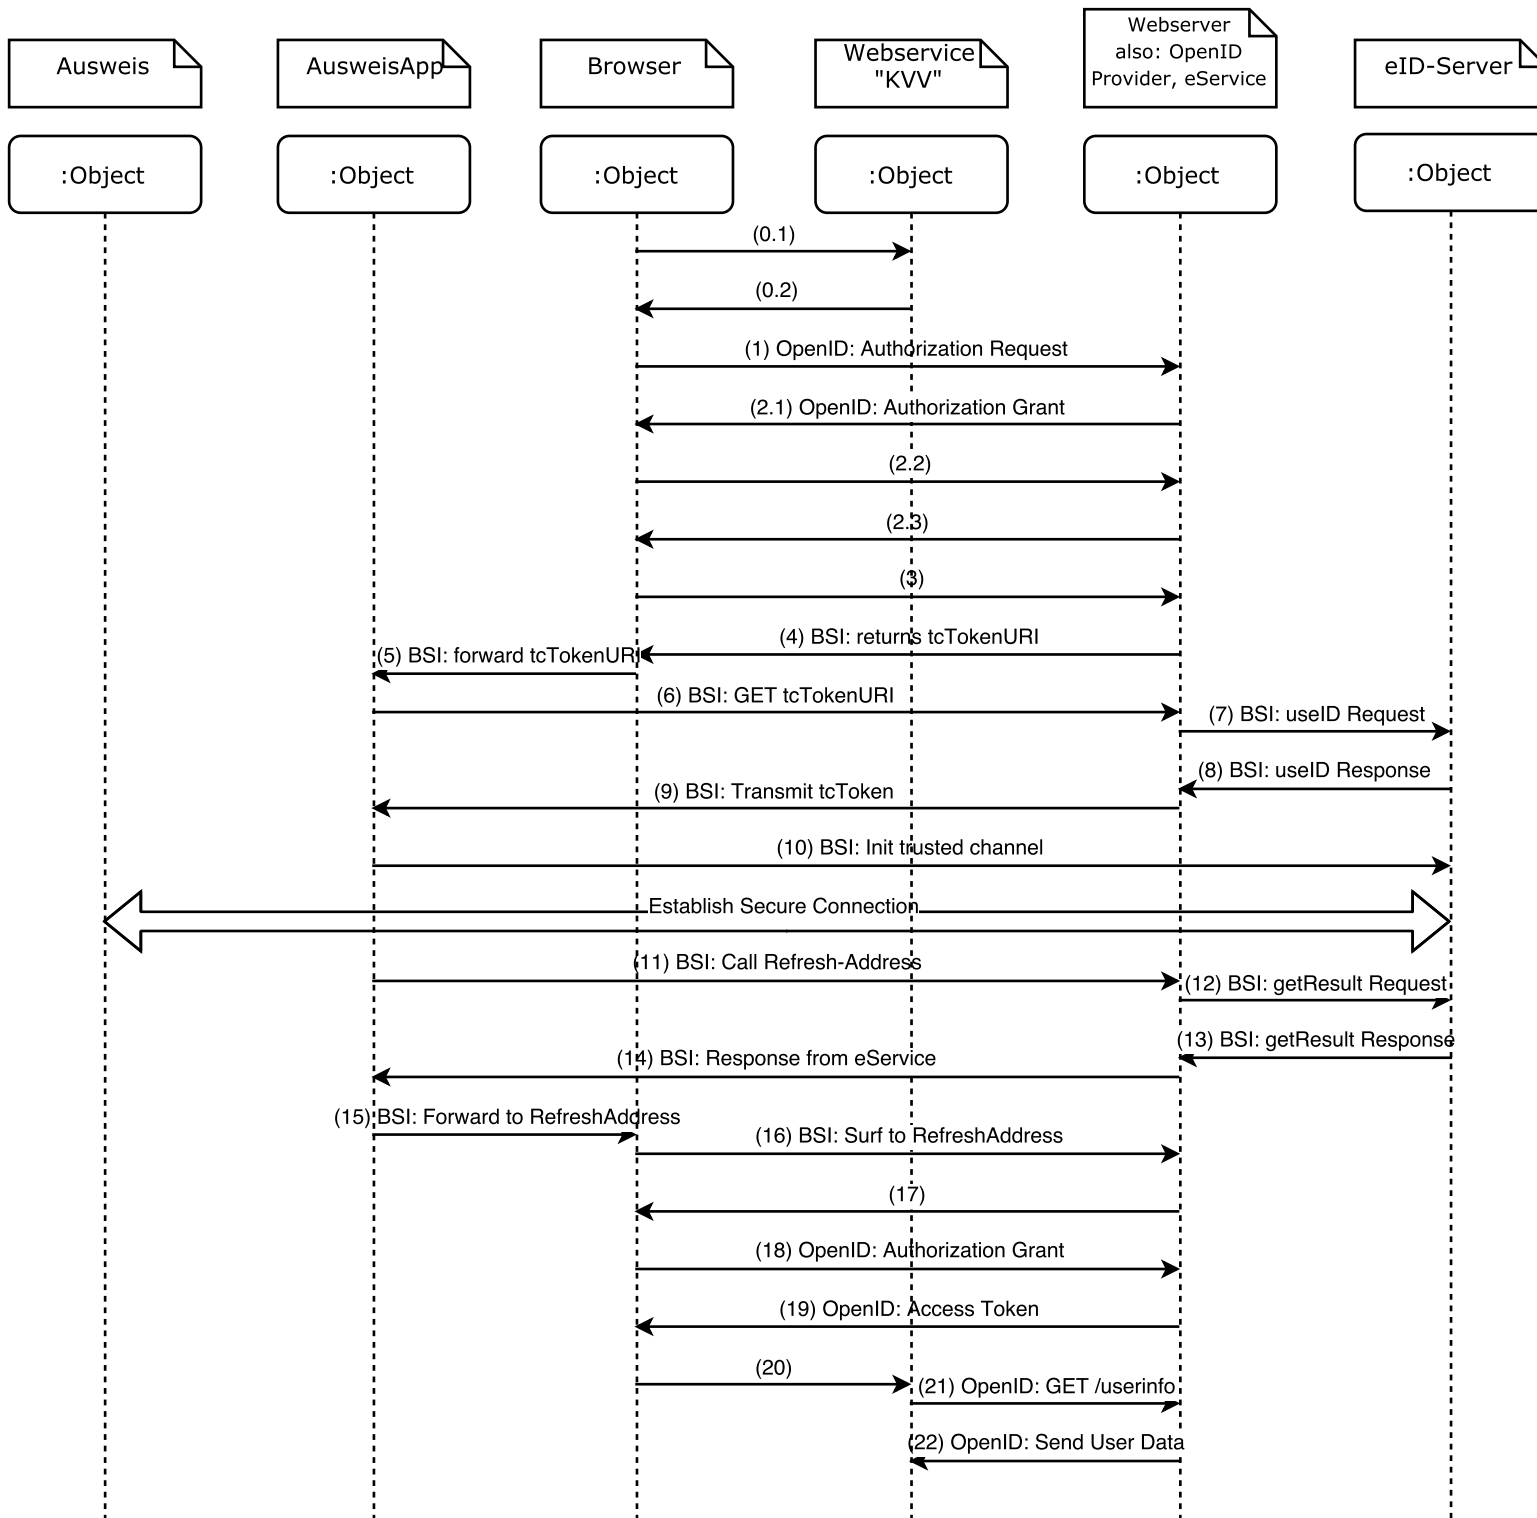 Ausweis
AusweisApp
Browser
Webservice
"KVV"
Webserver
also: OpenID
Provider, eService
eID-Server
:Object
:Object
:Object
:Object
:Object
:Object
(0.1)
(0.2)
(1) OpenID: Authorization Request
(2.1) OpenID: Authorization Grant
(2.2)
(2.3)
(3)
(4) BSI: returns tcTokenURI
(5) BSI: forward tcTokenURI
(6) BSI: GET tcTokenURI
(7) BSI: useID Request
(8) BSI: useID Response
(9) BSI: Transmit tcToken
(10) BSI: Init trusted channel
Establish Secure Connection
(11) BSI: Call Refresh-Address
(12) BSI: getResult Request
(13) BSI: getResult Response
(14) BSI: Response from eService
(15) BSI: Forward to RefreshAddress
(16) BSI: Surf to RefreshAddress
(17)
(18) OpenID: Authorization Grant
(19) OpenID: Access Token
(20)
(21) OpenID: GET /userinfo
(22) OpenID: Send User Data